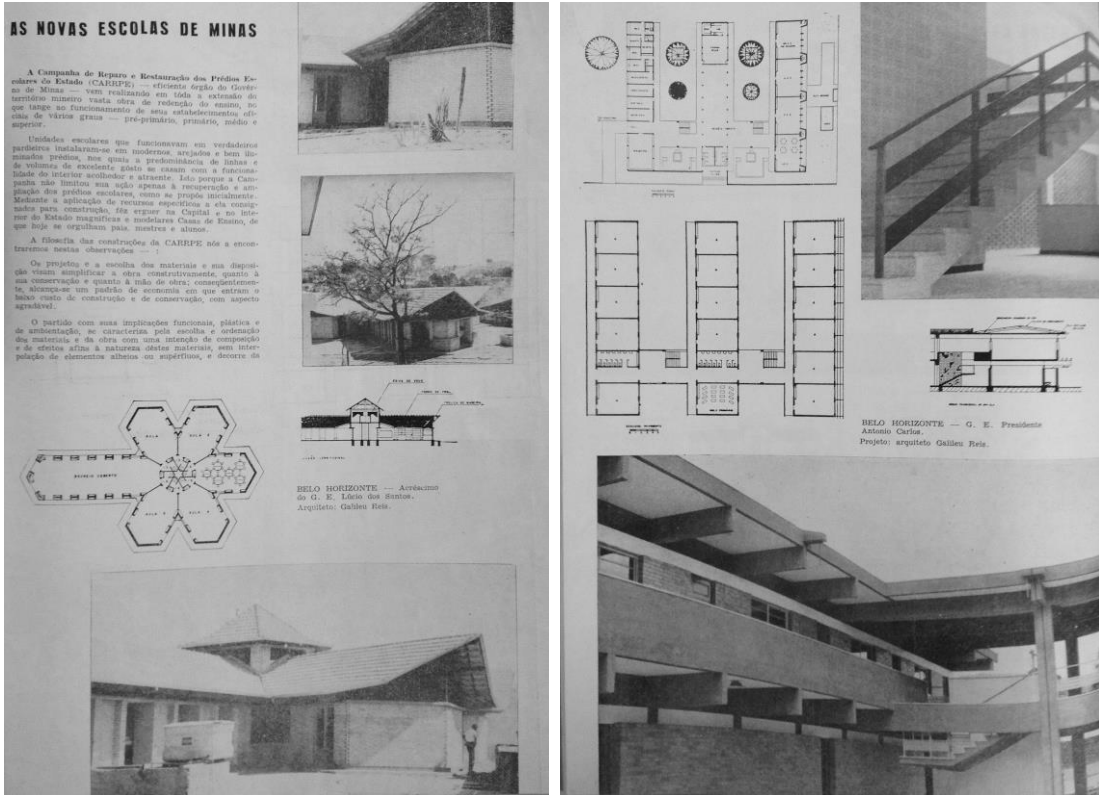 AS NOVAS ESCOLAS DE MINAS
A Campanha de Reparo e Restauração dos Prédios Es-
colares do Estado (CARRPE) — eficiente órgão do Govêr-
no de Minas — vem realizando em tôda a extensão do
território mineiro vasta obra de redenção do ensino, no
que tange ao funcionamento de seus estabelecimentos ofi-
ciais de vários graus — pré-primário, primário, médio e
superior.
Unidades escolares que funcionavam em verdadeiros
pardieiros instalaram-se em modernos, arejados e bem ilu-
minados prédios, nos quais a predominância de linhas e
de volumes de excelente gôsto se casam com a funciona-
lidade do interior acolhedor e atraente. Isto porque a Cam-
panha não limitou sua ação apenas à recuperação e am-
pliação dos prédios escolares, como se propôs inicialmente.
Mediante a aplicação de recursos específicos a ela consig-
nados para construção, fêz erguer na Capital e no Inte-
rior do Estado magníficas e modelares Casas de Ensino, de
que hoje se orgulham pais, mestres e alunos.
A filosofia das construções da CARRPE nós a encon-
traremos nestas observações — :
Os projetos e a escolha dos materiais e sua disposi-
ção visam simplificar a obra construtivamente, quanto à
sua conservação e quanto à mão de obra; conseqüentemen-
te, alcança-se um padrão de economia em que entram o
baixo custo de construção e de conservação, com aspecto
agradável.
O partido com suas implicações funcionais, plástica e
de ambientação, se caracteriza pela escolha e ordenação
dos materiais e da obra com uma intenção de composição
e de efeitos afins à natureza dêstes materiais, sem inter-
polação de elementos alheios ou supérfluos, e decorre da
RECREIO COBERTO
BELO HORIZONTE — Acréscimo
do G. E. Lúcio dos Santos.
Arquiteto: Galileu Reis.
BELO HORIZONTE — G. E. Presidente
Antonio Carlos.
Projeto: arquiteto Galileu Reis.